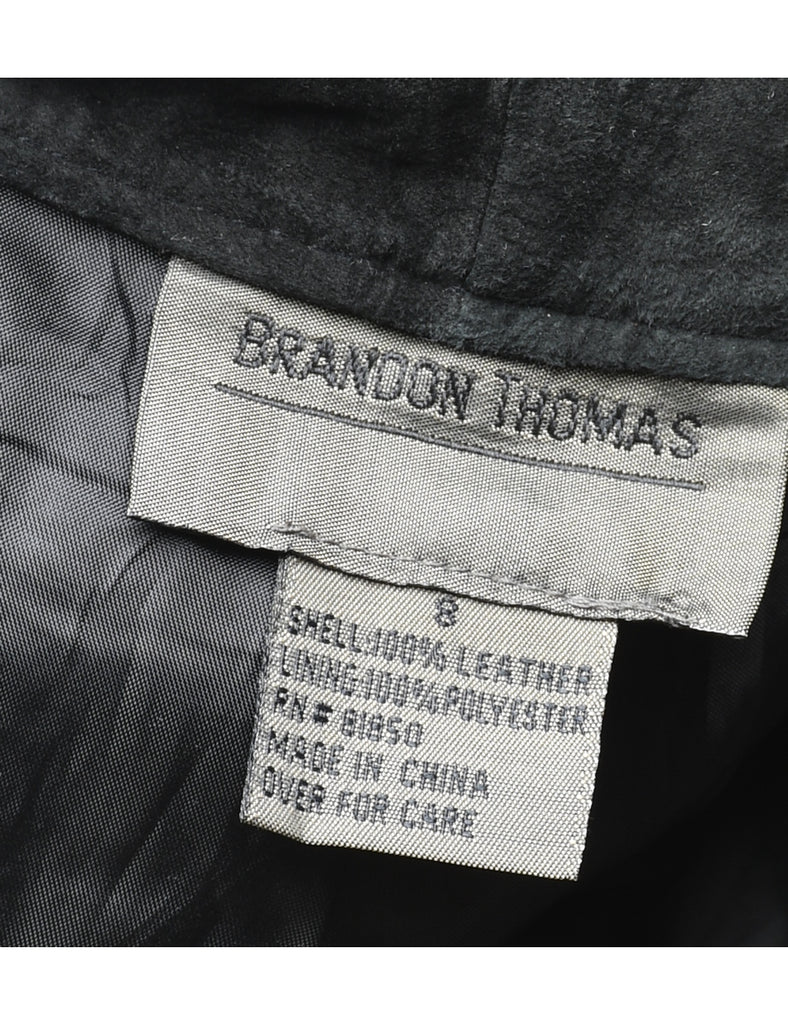 BRANDON THOMAS
8
SHELL:100% LEATHER
LINING:100% POLYESTER
RN# 81850
MADE IN CHINA
OVER FOR CARE